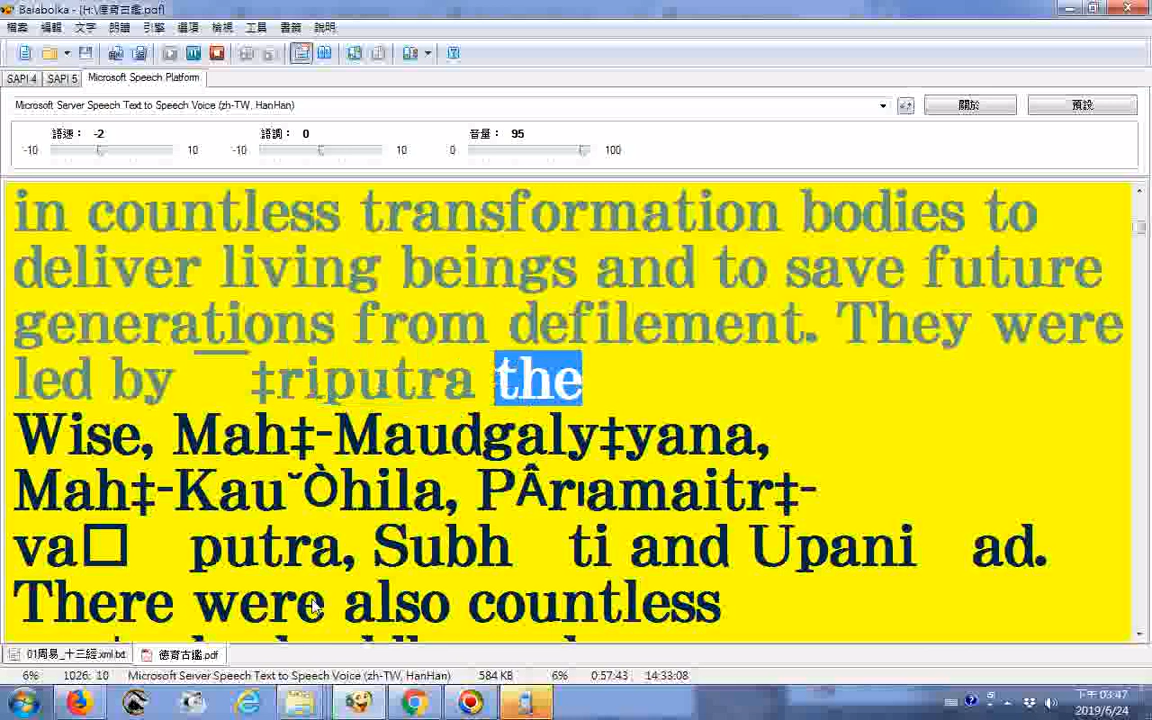 Balabolka - [H:\德育古鑑.pdf]
檔案 編輯 文字 朗讀 引擎 選項 檢視 工具 書籤 說明
SAPI 4 SAPI 5 Microsoft Speech Platform
Microsoft Server Speech Text to Speech Voice (zh-TW, HanHan) 關於 預設
語速： -2 語調： 0 音量： 95
-10 10 -10 10 0 100
in countless transformation bodies to
deliver living beings and to save future
generations from defilement. They were
led by ¯¯‡riputra the
Wise, Mah‡-Maudgaly‡yana,
Mah‡-Kau˘Òhila, PÂrıamaitr‡-
va□ putra, Subh ti and Upani ad.
There were also countless
01周易_十三經.xml.txt 德育古鑑.pdf
6% 1026: 10 Microsoft Server Speech Text to Speech Voice (zh-TW, HanHan) 584 KB 6% 0:57:43 14:33:08
下午 03:47
2019/6/24